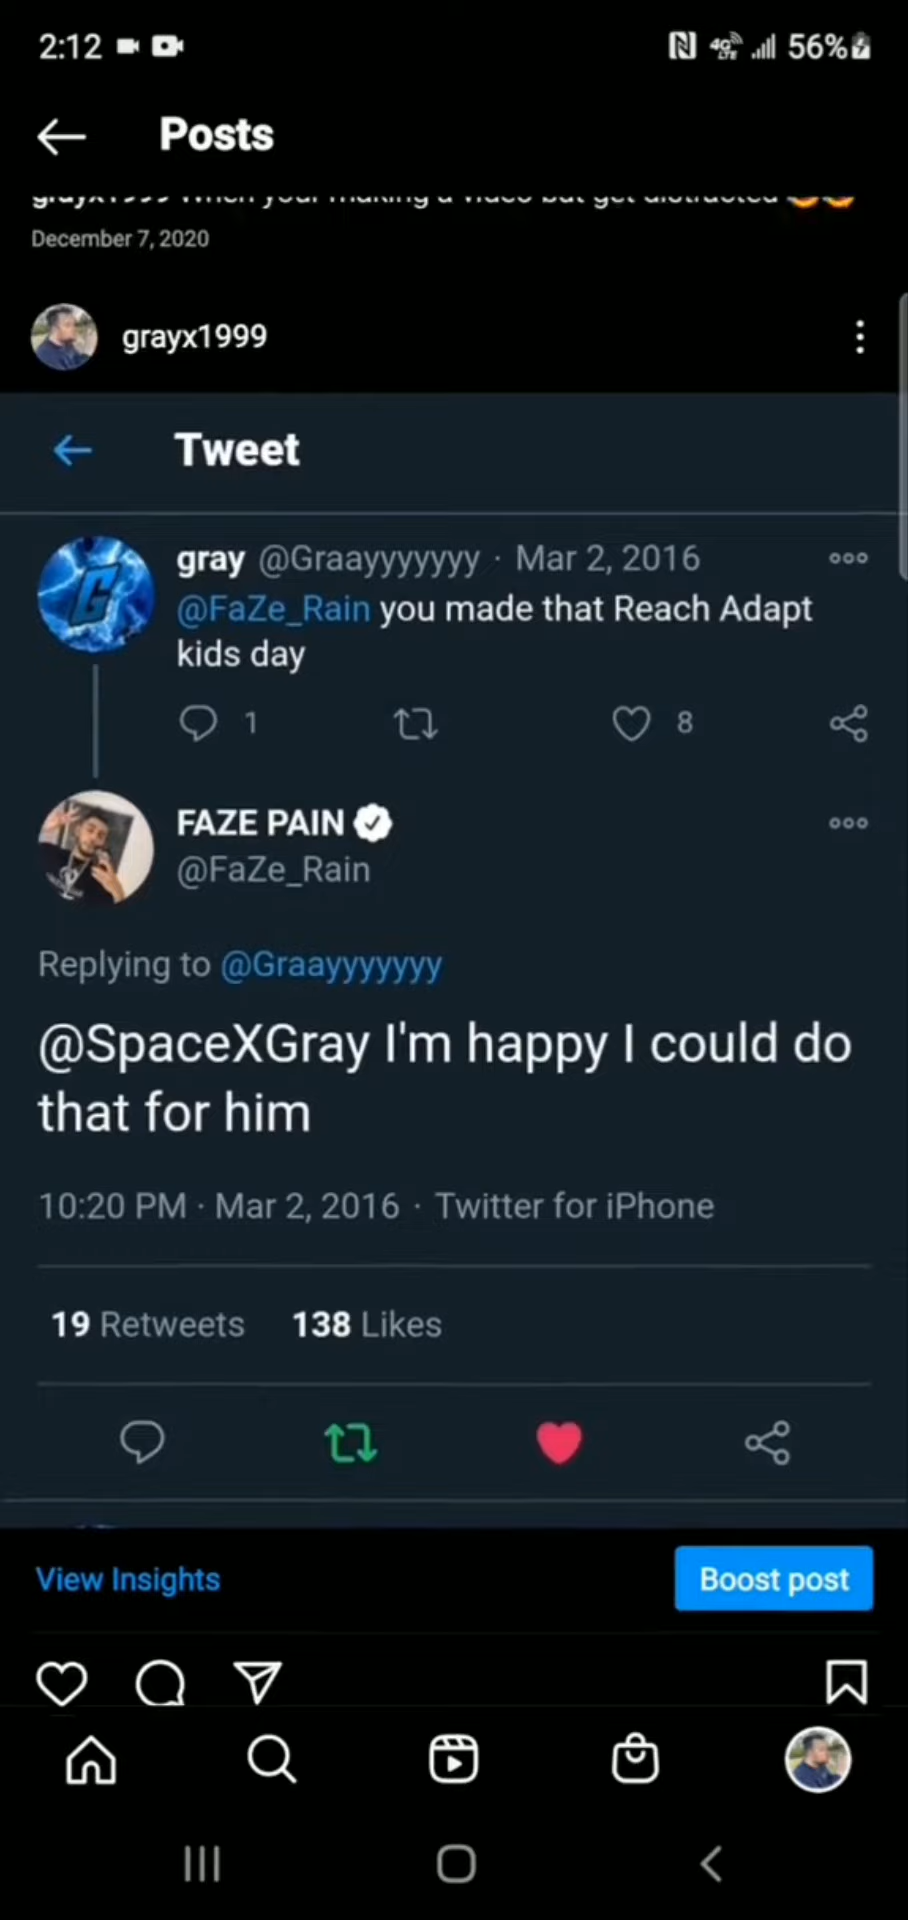 2:12 4G LTE 56%
Posts
December 7, 2020
grayx1999
Tweet
gray @Graayyyyyyy · Mar 2, 2016
@FaZe_Rain you made that Reach Adapt
kids day
1 8
FAZE PAIN
@FaZe_Rain
Replying to @Graayyyyyyy
@SpaceXGray I'm happy I could do
that for him
10:20 PM · Mar 2, 2016 · Twitter for iPhone
19 Retweets 138 Likes
View Insights Boost post